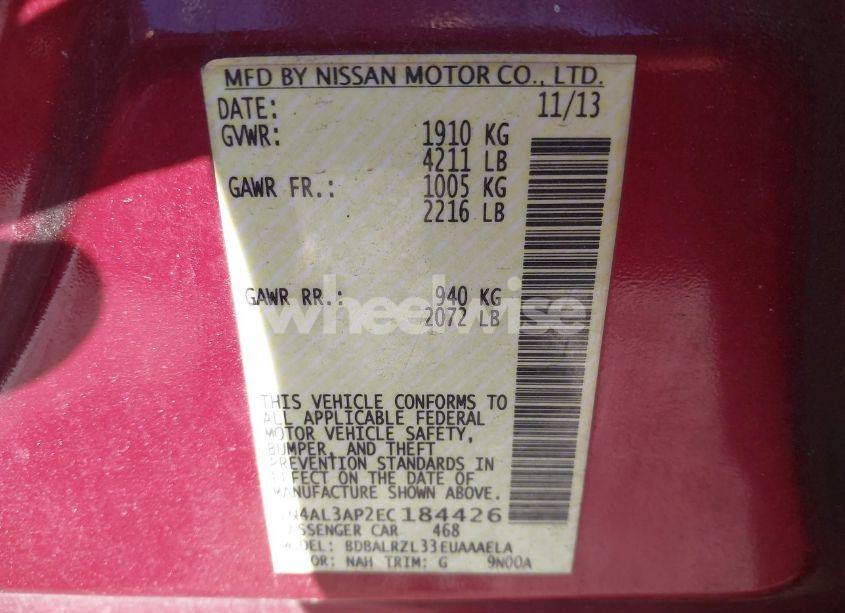 MFD BY NISSAN MOTOR CO., LTD.
DATE: 11/13
GVWR: 1910 KG
4211 LB
GAWR FR.: 1005 KG
2216 LB
GAWR RR.: 940 KG
2072 LB
wheelwise
THIS VEHICLE CONFORMS TO
ALL APPLICABLE FEDERAL
MOTOR VEHICLE SAFETY,
BUMPER, AND THEFT
PREVENTION STANDARDS IN
EFFECT ON THE DATE OF
MANUFACTURE SHOWN ABOVE.
N4AL3AP2EC184426
PASSENGER CAR 468
MODEL: BDBALRZL33EUAAAELA
OR: NAH TRIM: G 9N00A